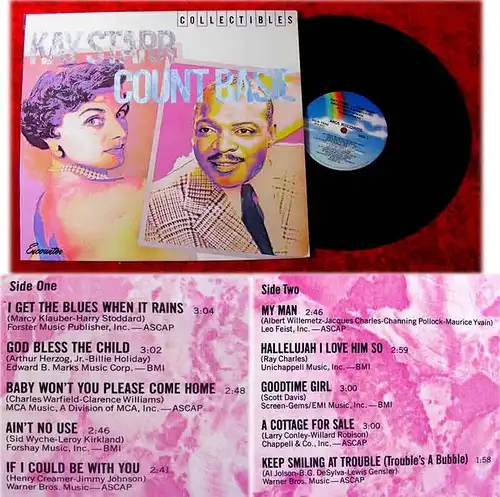 COLLECTIBLES
KAY STARR
COUNT BASIE
Encounter
MCA RECORDS
Side One
I GET THE BLUES WHEN IT RAINS 3:04
(Marcy Klauber-Harry Stoddard)
Forster Music Publisher, Inc.—ASCAP
GOD BLESS THE CHILD 3:02
(Arthur Herzog, Jr.-Billie Holiday)
Edward B. Marks Music Corp.—BMI
BABY WON'T YOU PLEASE COME HOME 2:48
(Charles Warfield-Clarence Williams)
MCA Music, A Division of MCA, Inc.—ASCAP
AIN'T NO USE 2:46
(Sid Wyche-Leroy Kirkland)
Forshay Music, Inc.—BMI
IF I COULD BE WITH YOU 2:41
(Henry Creamer-Jimmy Johnson)
Warner Bros. Music—ASCAP
Side Two
MY MAN 2:46
(Albert Willemetz-Jacques Charles-Channing Pollock-Maurice Yvain)
Leo Feist, Inc.—ASCAP
HALLELUJAH I LOVE HIM SO 2:59
(Ray Charles)
Unichappell Music, Inc.—BMI
GOODTIME GIRL 3:00
(Scott Davis)
Screen-Gems/EMI Music, Inc.—BMI
A COTTAGE FOR SALE 3:00
(Larry Conley-Willard Robison)
Chappell & Co., Inc.—ASCAP
KEEP SMILING AT TROUBLE (Trouble's A Bubble) 1:58
(Al Jolson-B.G. DeSylva-Lewis Gensler)
Warner Bros. Music—ASCAP